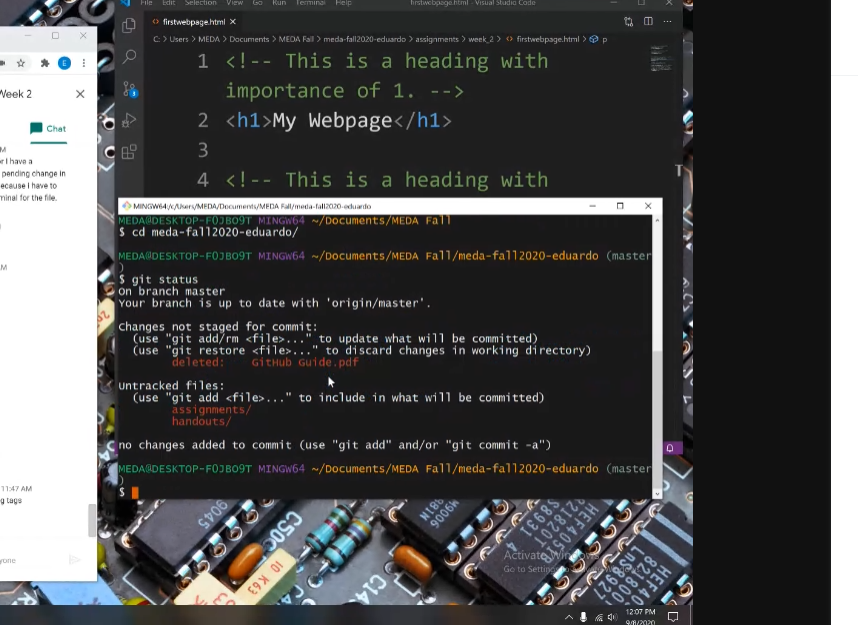 File Edit Selection View Go Run Terminal Help firstwebpage.html - Visual Studio Code
firstwebpage.html
C: > Users > MEDA > Documents > MEDA Fall > meda-fall2020-eduardo > assignments > week_2 > firstwebpage.html > p
1 <!-- This is a heading with
importance of 1. -->
2 <h1>My Webpage</h1>
3
4 <!-- This is a heading with
E
Week 2
Chat
r I have a
pending change in
ecause I have to
minal for the file.
AM
11:47 AM
g tags
yone
MINGW64:/c/Users/MEDA/Documents/MEDA Fall/meda-fall2020-eduardo
MEDA@DESKTOP-FOJBO9T MINGW64 ~/Documents/MEDA Fall
$ cd meda-fall2020-eduardo/
MEDA@DESKTOP-FOJBO9T MINGW64 ~/Documents/MEDA Fall/meda-fall2020-eduardo (master
)
$ git status
On branch master
Your branch is up to date with 'origin/master'.
Changes not staged for commit:
(use "git add/rm <file>..." to update what will be committed)
(use "git restore <file>..." to discard changes in working directory)
deleted: GitHub Guide.pdf
Untracked files:
(use "git add <file>..." to include in what will be committed)
assignments/
handouts/
no changes added to commit (use "git add" and/or "git commit -a")
MEDA@DESKTOP-FOJBO9T MINGW64 ~/Documents/MEDA Fall/meda-fall2020-eduardo (master
)
$
Activate Windows
Go to Settings to activate Windows.
12:07 PM
9/8/2020